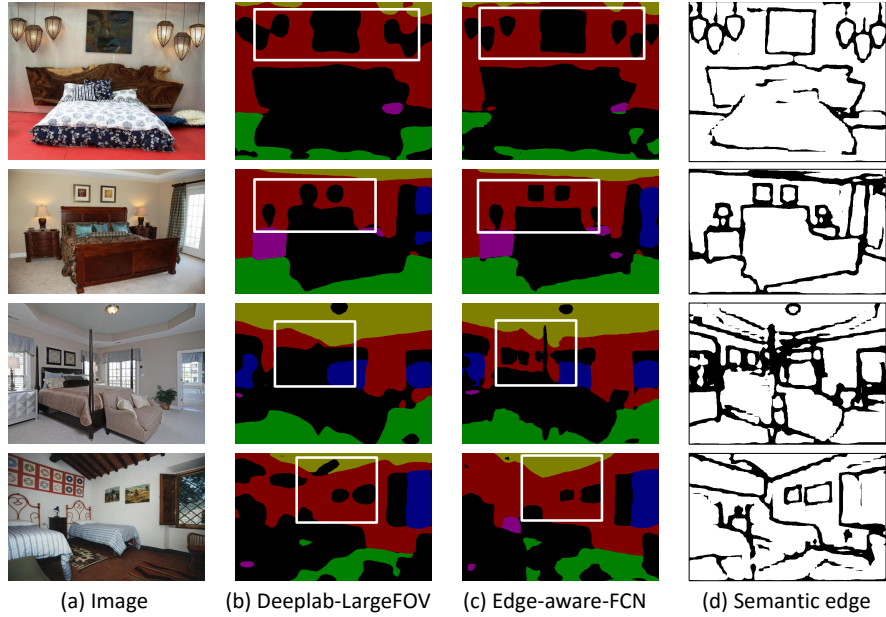 (a) Image
(b) Deeplab-LargeFOV
(c) Edge-aware-FCN
(d) Semantic edge